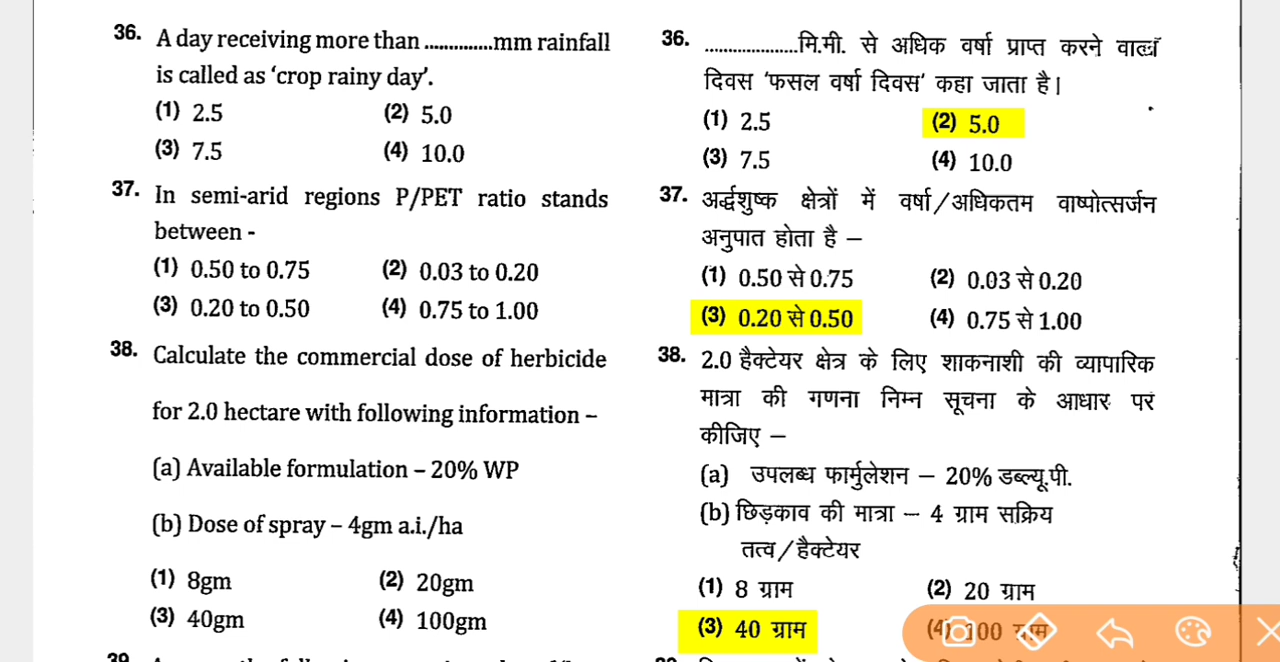 36. A day receiving more than .............mm rainfall
is called as ‘crop rainy day’.
(1) 2.5 (2) 5.0
(3) 7.5 (4) 10.0
37. In semi-arid regions P/PET ratio stands
between -
(1) 0.50 to 0.75 (2) 0.03 to 0.20
(3) 0.20 to 0.50 (4) 0.75 to 1.00
38. Calculate the commercial dose of herbicide
for 2.0 hectare with following information –
(a) Available formulation – 20% WP
(b) Dose of spray – 4gm a.i./ha
(1) 8gm (2) 20gm
(3) 40gm (4) 100gm
39
36. ....................मि.मी. से अधिक वर्षा प्राप्त करने वाला
दिवस ‘फसल वर्षा दिवस’ कहा जाता है।
(1) 2.5 (2) 5.0
(3) 7.5 (4) 10.0
37. अर्द्धशुष्क क्षेत्रों में वर्षा/अधिकतम वाष्पोत्सर्जन
अनुपात होता है –
(1) 0.50 से 0.75 (2) 0.03 से 0.20
(3) 0.20 से 0.50 (4) 0.75 से 1.00
38. 2.0 हैक्टेयर क्षेत्र के लिए शाकनाशी की व्यापारिक
मात्रा की गणना निम्न सूचना के आधार पर
कीजिए –
(a) उपलब्ध फार्मुलेशन – 20% डब्ल्यू.पी.
(b) छिड़काव की मात्रा – 4 ग्राम सक्रिय
तत्व/हैक्टेयर
(1) 8 ग्राम (2) 20 ग्राम
(3) 40 ग्राम (4) 100 ग्राम